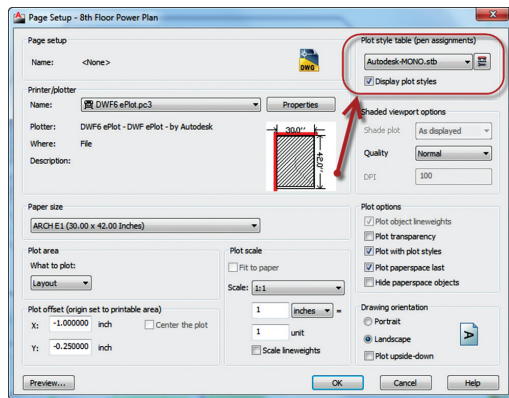 Page Setup - 8th Floor Power Plan
Page setup
Name: <None>
DWG
Plot style table (pen assignments)
Autodesk-MONO.stb
Display plot styles
Printer/plotter
Name: DWF6 ePlot.pc3
Properties
Plotter: DWF6 ePlot - DWF ePlot - by Autodesk
Where: File
Description:
30.0''
42.0''
Shaded viewport options
Shade plot As displayed
Quality Normal
DPI 100
Paper size
ARCH E1 (30.00 x 42.00 Inches)
Plot options
Plot object lineweights
Plot transparency
Plot with plot styles
Plot paperspace last
Hide paperspace objects
Plot area
What to plot:
Layout
Plot scale
Fit to paper
Scale: 1:1
1 inches =
1 unit
Scale lineweights
Plot offset (origin set to printable area)
X: -1.000000 inch Center the plot
Y: -0.250000 inch
Drawing orientation
Portrait
Landscape
Plot upside-down
A
Preview...
OK
Cancel
Help